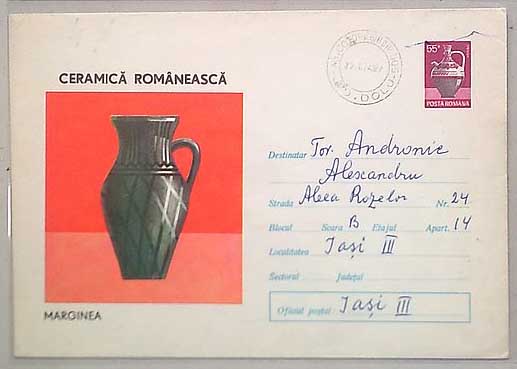 CERAMICĂ ROMÂNEASCĂ
55
POSTA ROMANA
Destinatar Tov. Andronic
Alexandru
Strada Aleea Rozelor Nr. 24
Blocul Scara B Etajul Apart. 14
Localitatea Iași III
Sectorul Județul
Oficiul poștal Iași III
MARGINEA